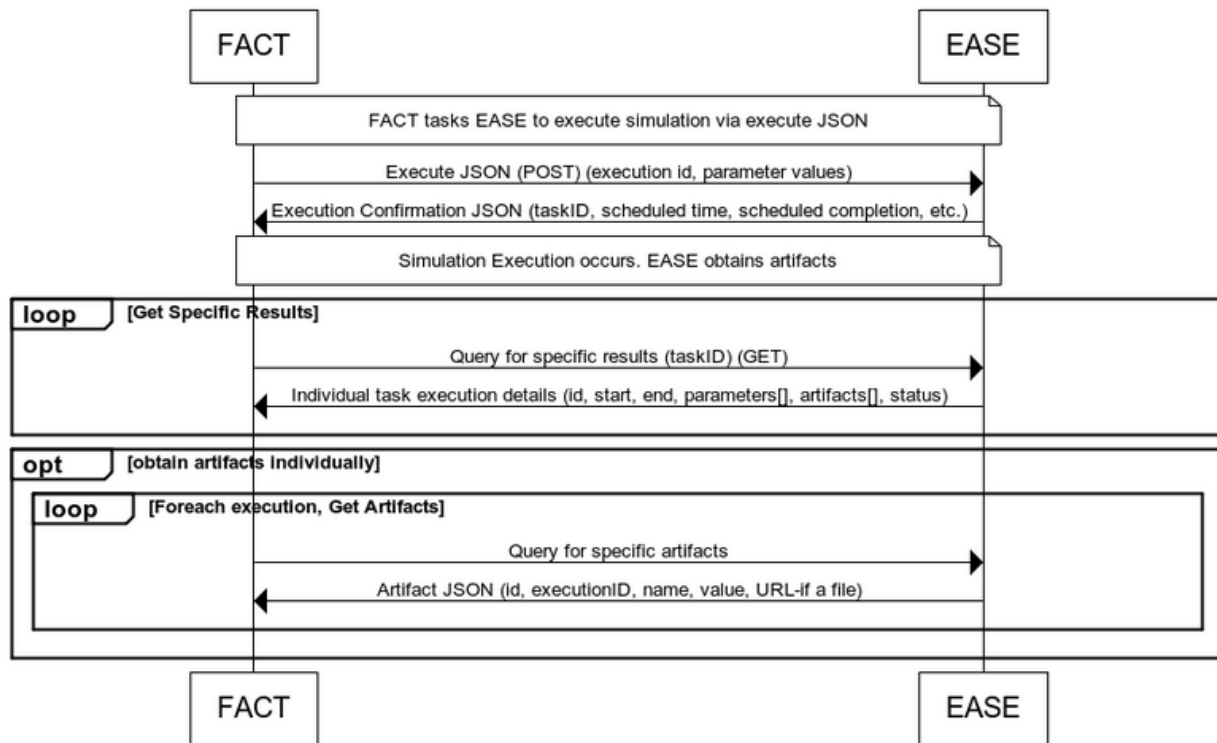 FACT
EASE
FACT tasks EASE to execute simulation via execute JSON
Execute JSON (POST) (execution id, parameter values)
Execution Confirmation JSON (taskID, scheduled time, scheduled completion, etc.)
Simulation Execution occurs. EASE obtains artifacts
loop
[Get Specific Results]
Query for specific results (taskID) (GET)
Individual task execution details (id, start, end, parameters[], artifacts[], status)
opt
[obtain artifacts individually]
loop
[Foreach execution, Get Artifacts]
Query for specific artifacts
Artifact JSON (id, executionID, name, value, URL-if a file)
FACT
EASE